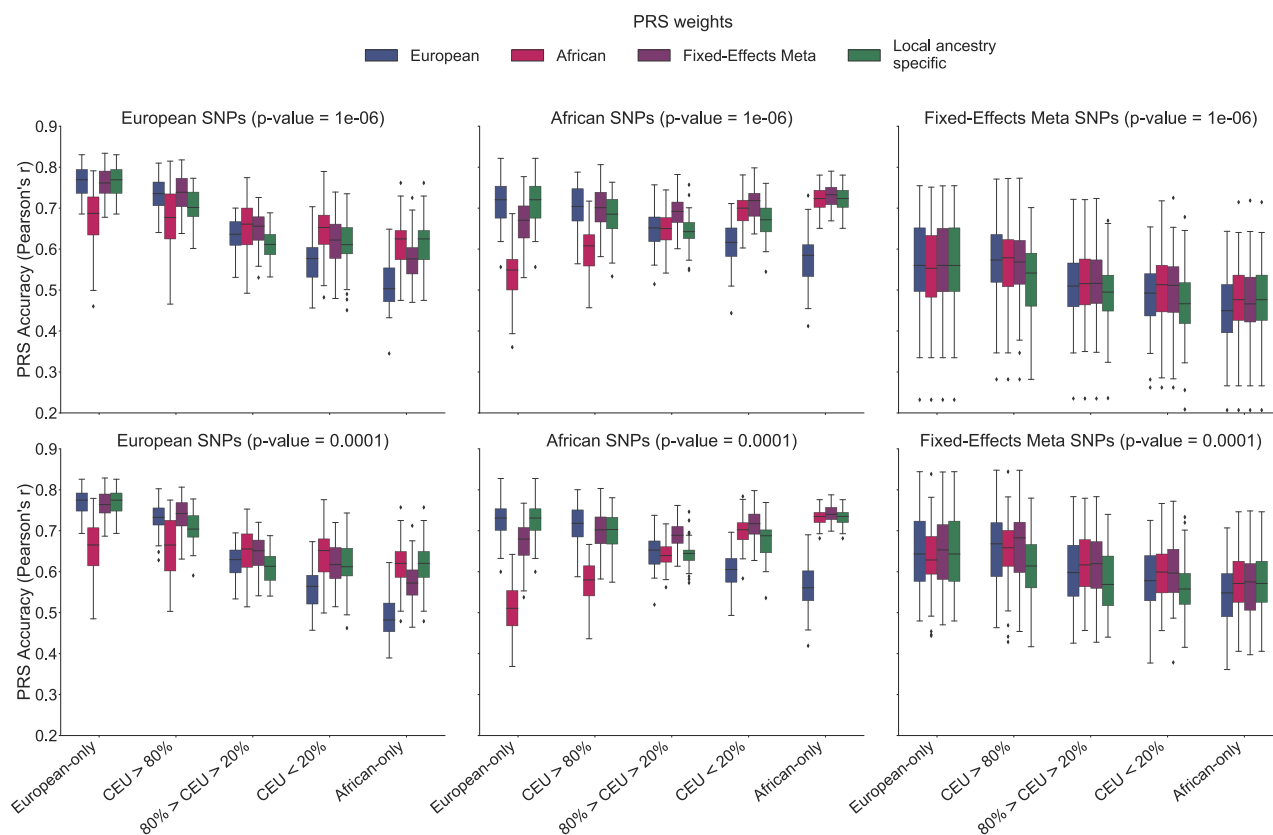 PRS weights
European
African
Fixed-Effects Meta
Local ancestry
specific
European SNPs (p-value = 1e-06)
African SNPs (p-value = 1e-06)
Fixed-Effects Meta SNPs (p-value = 1e-06)
PRS Accuracy (Pearson's r)
0.9
0.8
0.7
0.6
0.5
0.4
0.3
0.2
European SNPs (p-value = 0.0001)
African SNPs (p-value = 0.0001)
Fixed-Effects Meta SNPs (p-value = 0.0001)
PRS Accuracy (Pearson's r)
0.9
0.8
0.7
0.6
0.5
0.4
0.3
0.2
European-only
CEU > 80%
80% > CEU > 20%
CEU < 20%
African-only
European-only
CEU > 80%
80% > CEU > 20%
CEU < 20%
African-only
European-only
CEU > 80%
80% > CEU > 20%
CEU < 20%
African-only